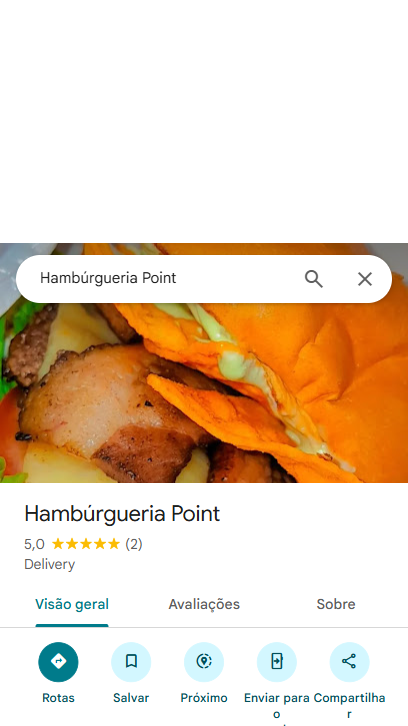 Hambúrgueria Point
Hambúrgueria Point
5,0 (2)
Delivery
Visão geral Avaliações Sobre
Rotas Salvar Próximo Enviar para o Compartilhar